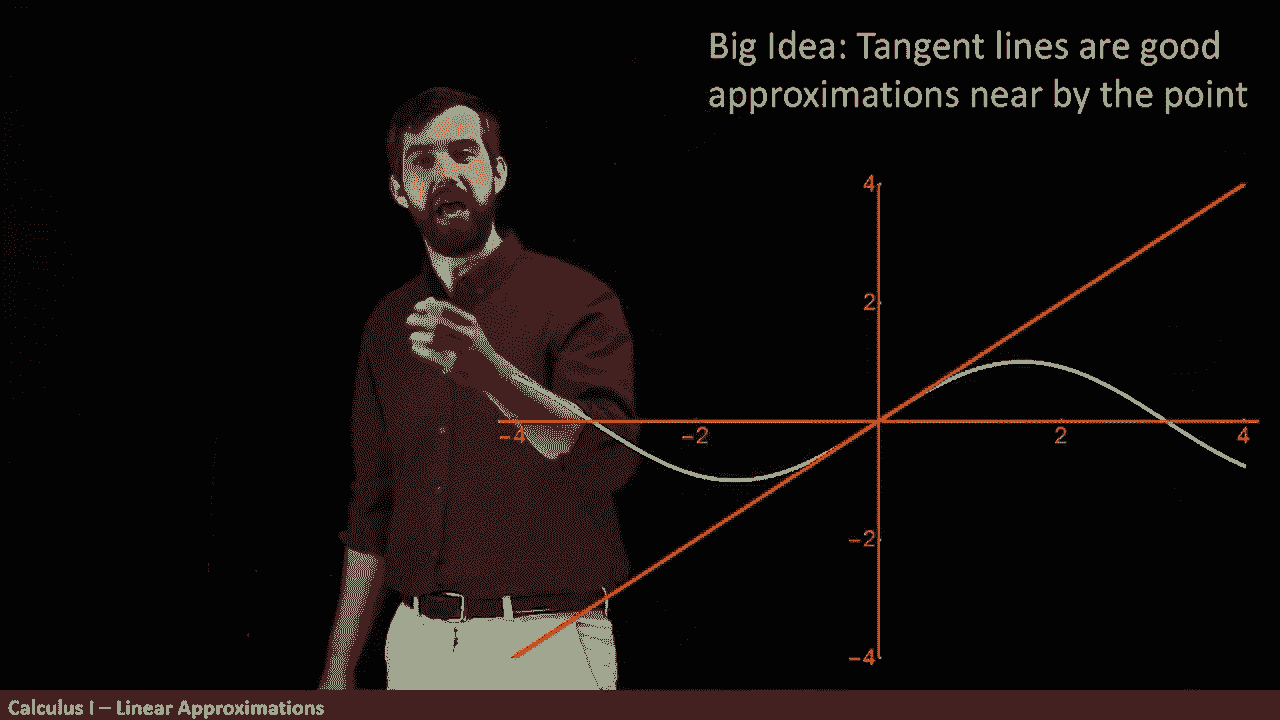 Big Idea: Tangent lines are good
approximations near by the point
4
2
-4
-2
2
4
-2
-4
Calculus I – Linear Approximations